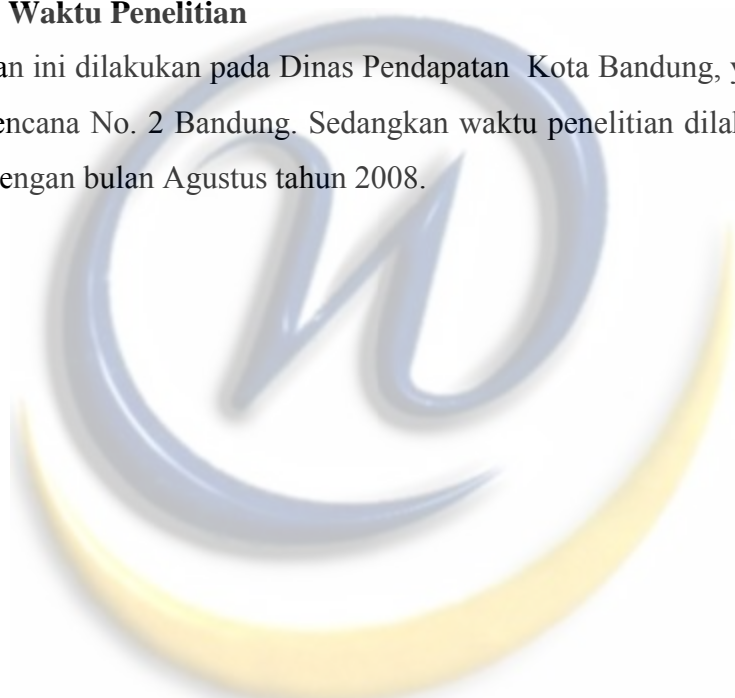 Waktu Penelitian
an ini dilakukan pada Dinas Pendapatan Kota Bandung, y
encana No. 2 Bandung. Sedangkan waktu penelitian dilal
engan bulan Agustus tahun 2008.